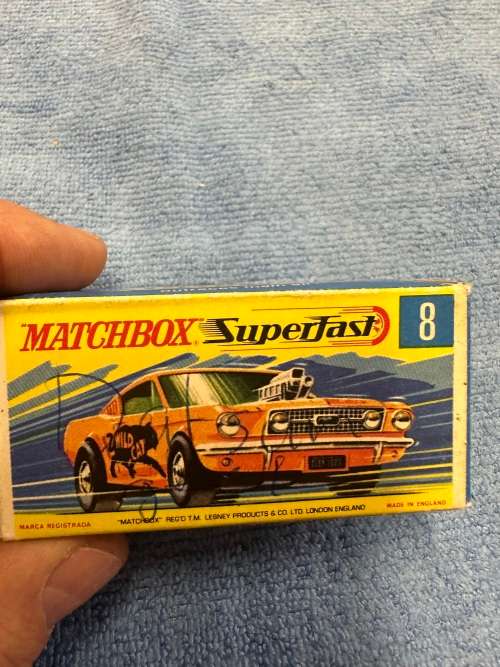 MATCHBOX® Superfast
8
WILD
CAT
MARCA REGISTRADA
"MATCHBOX" REG'D T.M. LESNEY PRODUCTS & CO. LTD. LONDON ENGLAND
MADE IN ENGLAND